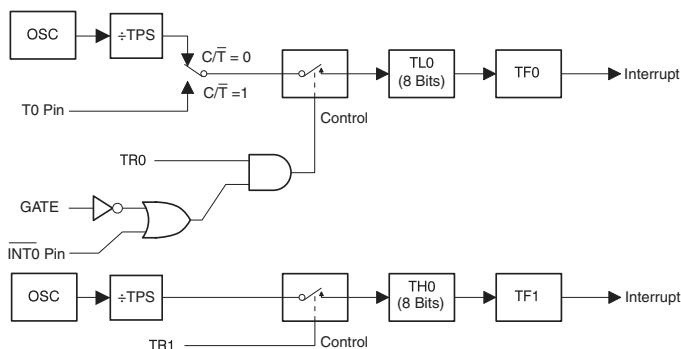 OSC
÷TPS
C/T̅ = 0
C/T̅ =1
T0 Pin
TL0
(8 Bits)
TF0
Interrupt
Control
TR0
GATE
I̅N̅T̅0̅ Pin
OSC
÷TPS
TH0
(8 Bits)
TF1
Interrupt
TR1
Control